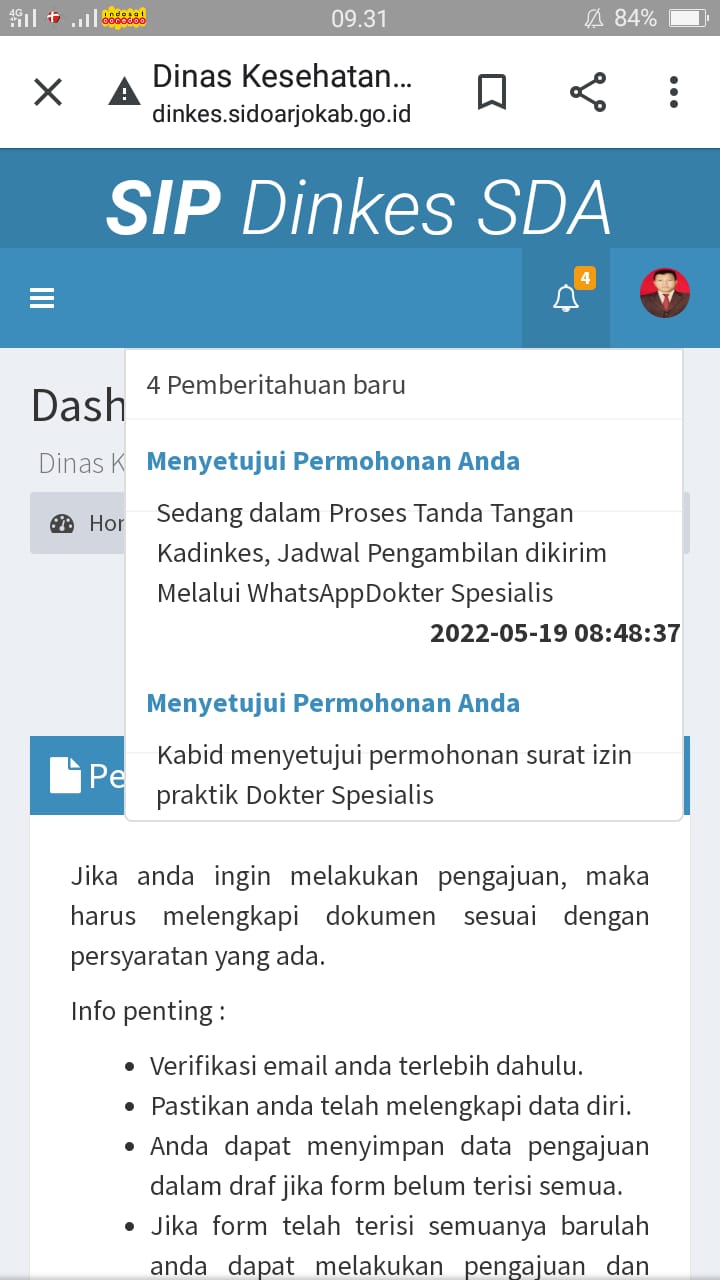 4G
indosat
ooredoo
09.31
84%
Dinas Kesehatan...
dinkes.sidoarjokab.go.id
SIP Dinkes SDA
4
4 Pemberitahuan baru
Dash
Menyetujui Permohonan Anda
Dinas K
Sedang dalam Proses Tanda Tangan
Hor
Kadinkes, Jadwal Pengambilan dikirim
Melalui WhatsAppDokter Spesialis
2022-05-19 08:48:37
Menyetujui Permohonan Anda
Kabid menyetujui permohonan surat izin
Pe
praktik Dokter Spesialis
Jika anda ingin melakukan pengajuan, maka
harus melengkapi dokumen sesuai dengan
persyaratan yang ada.
Info penting :
• Verifikasi email anda terlebih dahulu.
• Pastikan anda telah melengkapi data diri.
• Anda dapat menyimpan data pengajuan
dalam draf jika form belum terisi semua.
• Jika form telah terisi semuanya barulah
anda dapat melakukan pengajuan dan